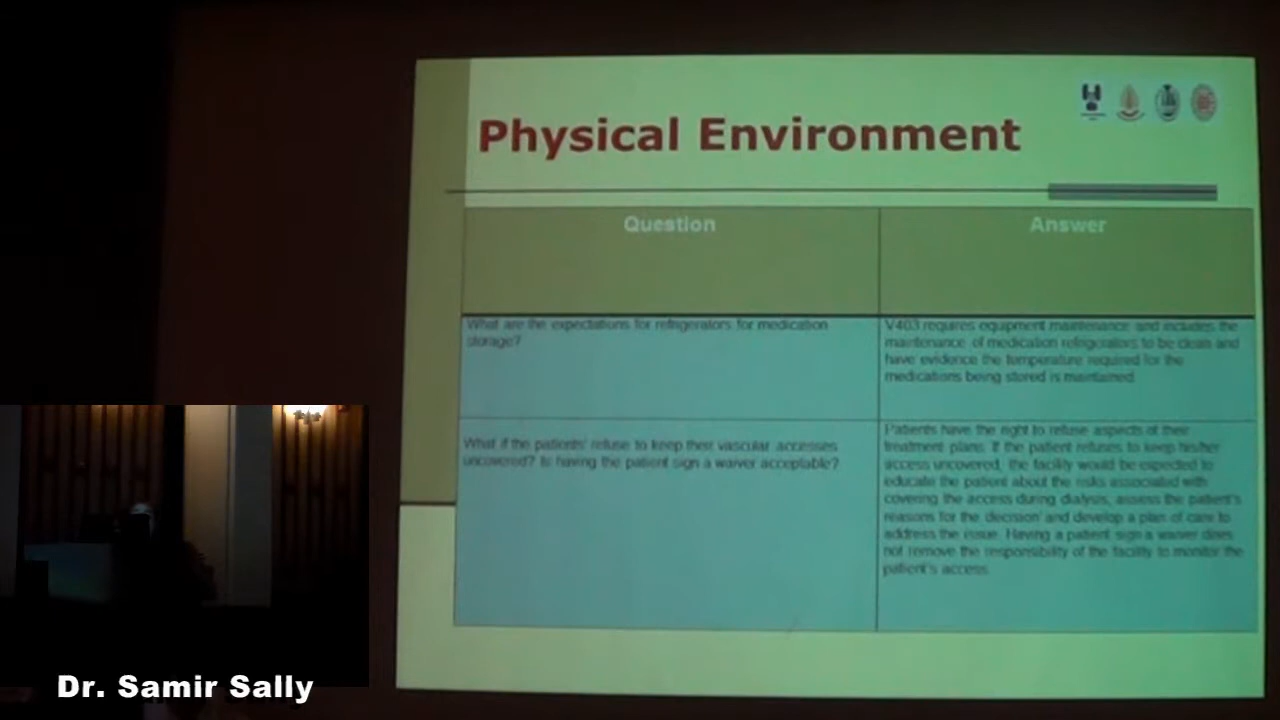 Physical Environment
Question
Answer
What are the expectations for refrigerators for medication
storage?
V403 requires equipment maintenance and includes the
maintenance of medication refrigerators to be clean and
have evidence the temperature required for the
medications being stored is maintained
What if the patients' refuse to keep their vascular accesses
uncovered? Is having the patient sign a waiver acceptable?
Patients have the right to refuse aspects of their
treatment plans. If the patient refuses to keep his/her
access uncovered, the facility would be expected to
educate the patient about the risks associated with
covering the access during dialysis, assess the patient's
reasons for the 'decision' and develop a plan of care to
address the issue. Having a patient sign a waiver does
not remove the responsibility of the facility to monitor the
patient's access.
Dr. Samir Sally